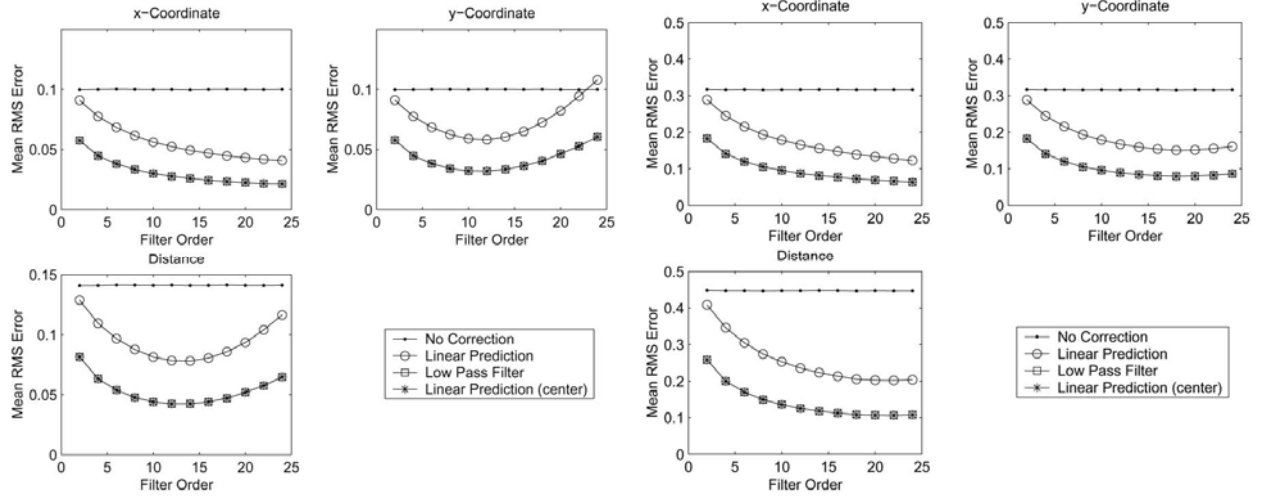 x-Coordinate
0.1
0.05
0
Mean RMS Error
0 5 10 15 20 25
Filter Order
y-Coordinate
0.1
0.05
0
Mean RMS Error
0 5 10 15 20 25
Filter Order
x-Coordinate
0.5
0.4
0.3
0.2
0.1
0
Mean RMS Error
0 5 10 15 20 25
Filter Order
y-Coordinate
0.5
0.4
0.3
0.2
0.1
0
Mean RMS Error
0 5 10 15 20 25
Filter Order
Distance
0.15
0.1
0.05
0
Mean RMS Error
0 5 10 15 20 25
Filter Order
No Correction
Linear Prediction
Low Pass Filter
Linear Prediction (center)
Distance
0.5
0.4
0.3
0.2
0.1
0
Mean RMS Error
0 5 10 15 20 25
Filter Order
No Correction
Linear Prediction
Low Pass Filter
Linear Prediction (center)